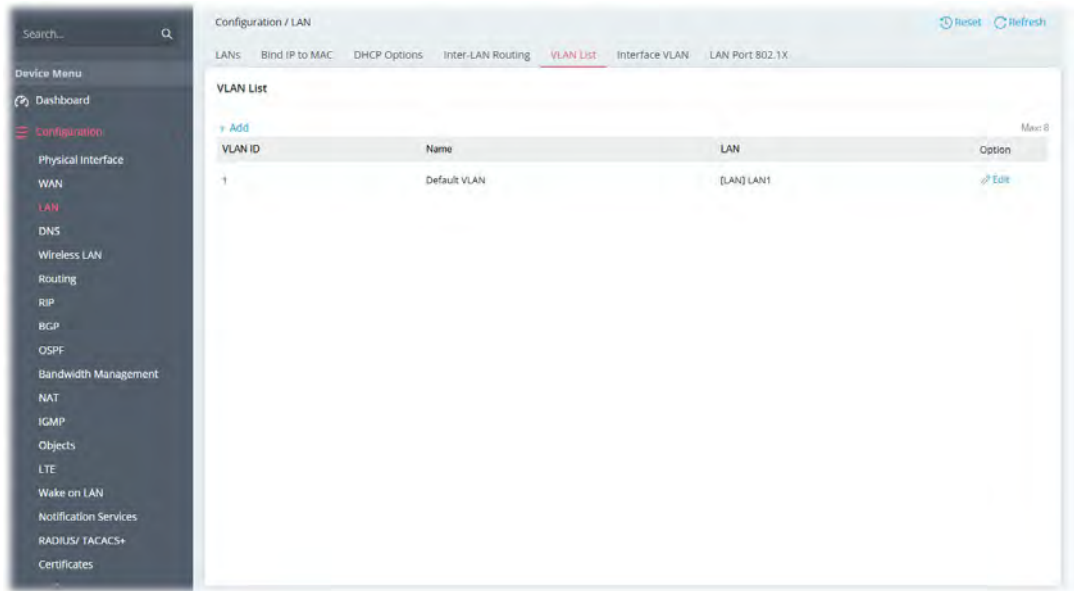 Search...
Device Menu
Dashboard
Configuration
Physical Interface
WAN
LAN
DNS
Wireless LAN
Routing
RIP
BGP
OSPF
Bandwidth Management
NAT
IGMP
Objects
LTE
Wake on LAN
Notification Services
RADIUS/ TACACS+
Certificates
Configuration / LAN
Reset Refresh
LANs Bind IP to MAC DHCP Options Inter-LAN Routing VLAN List Interface VLAN LAN Port 802.1X
VLAN List
+ Add Max: 8
VLAN ID Name LAN Option
1 Default VLAN [LAN] LAN1 Edit